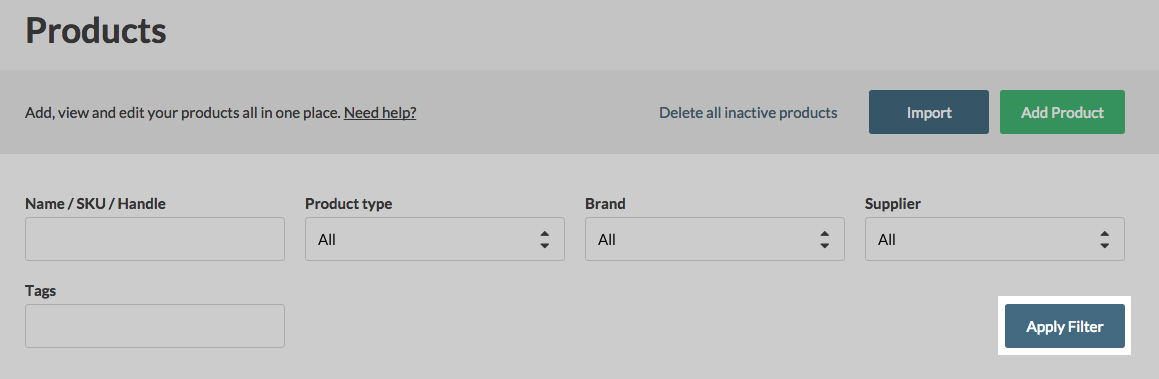 Products
Add, view and edit your products all in one place. Need help?
Delete all inactive products
Import
Add Product
Name / SKU / Handle
Product type
Brand
Supplier
All
All
All
Tags
Apply Filter